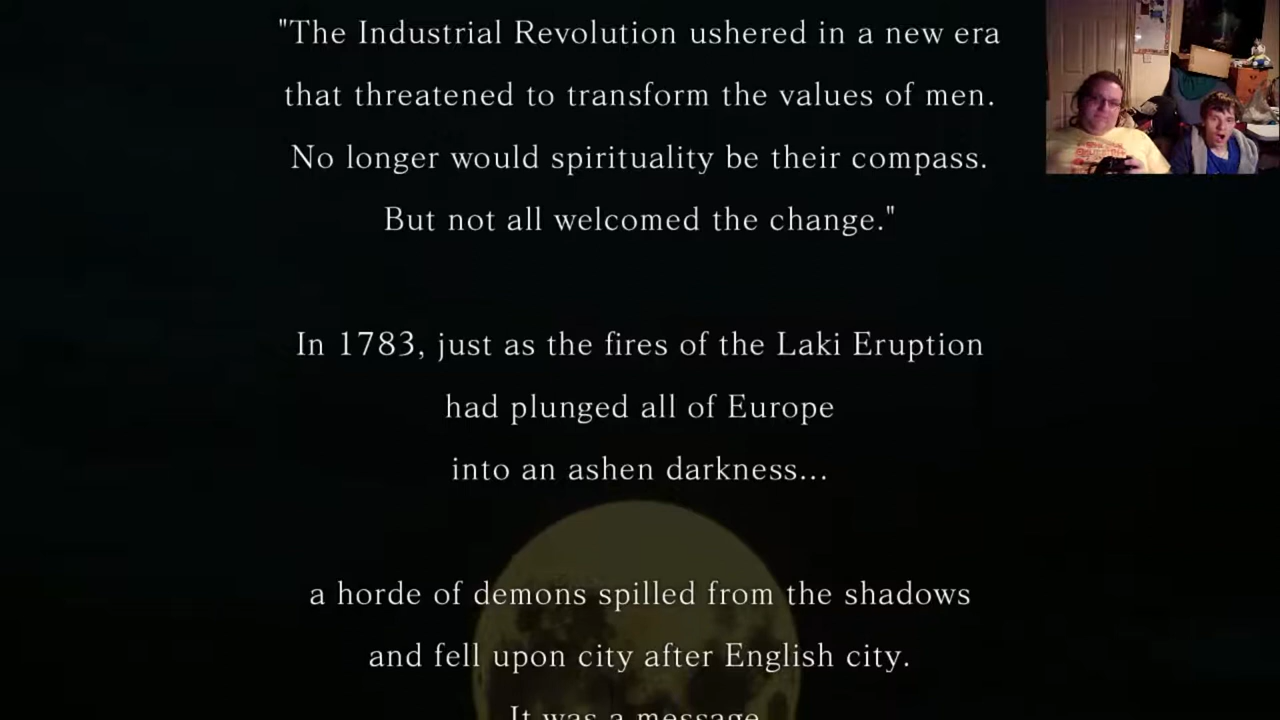 "The Industrial Revolution ushered in a new era
that threatened to transform the values of men.
No longer would spirituality be their compass.
But not all welcomed the change."
In 1783, just as the fires of the Laki Eruption
had plunged all of Europe
into an ashen darkness...
a horde of demons spilled from the shadows
and fell upon city after English city.
It was a message